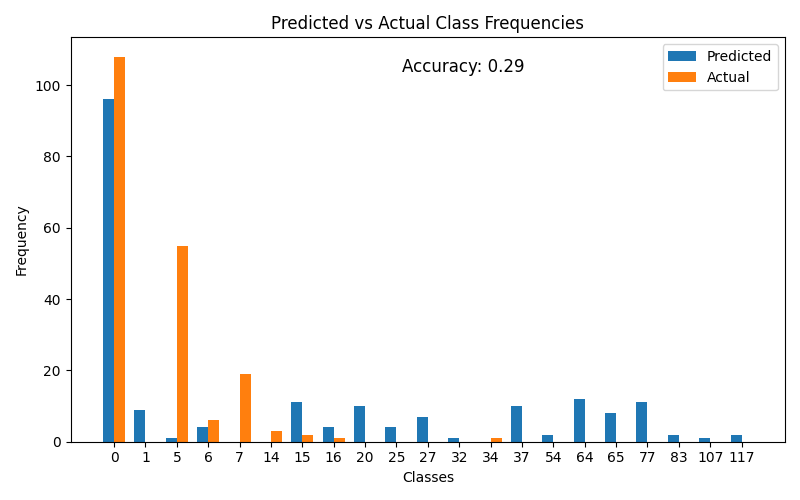 Predicted vs Actual Class Frequencies
Accuracy: 0.29
Predicted
Actual
Frequency
100
80
60
40
20
0
0 1 5 6 7 14 15 16 20 25 27 32 34 37 54 64 65 77 83 107 117
Classes